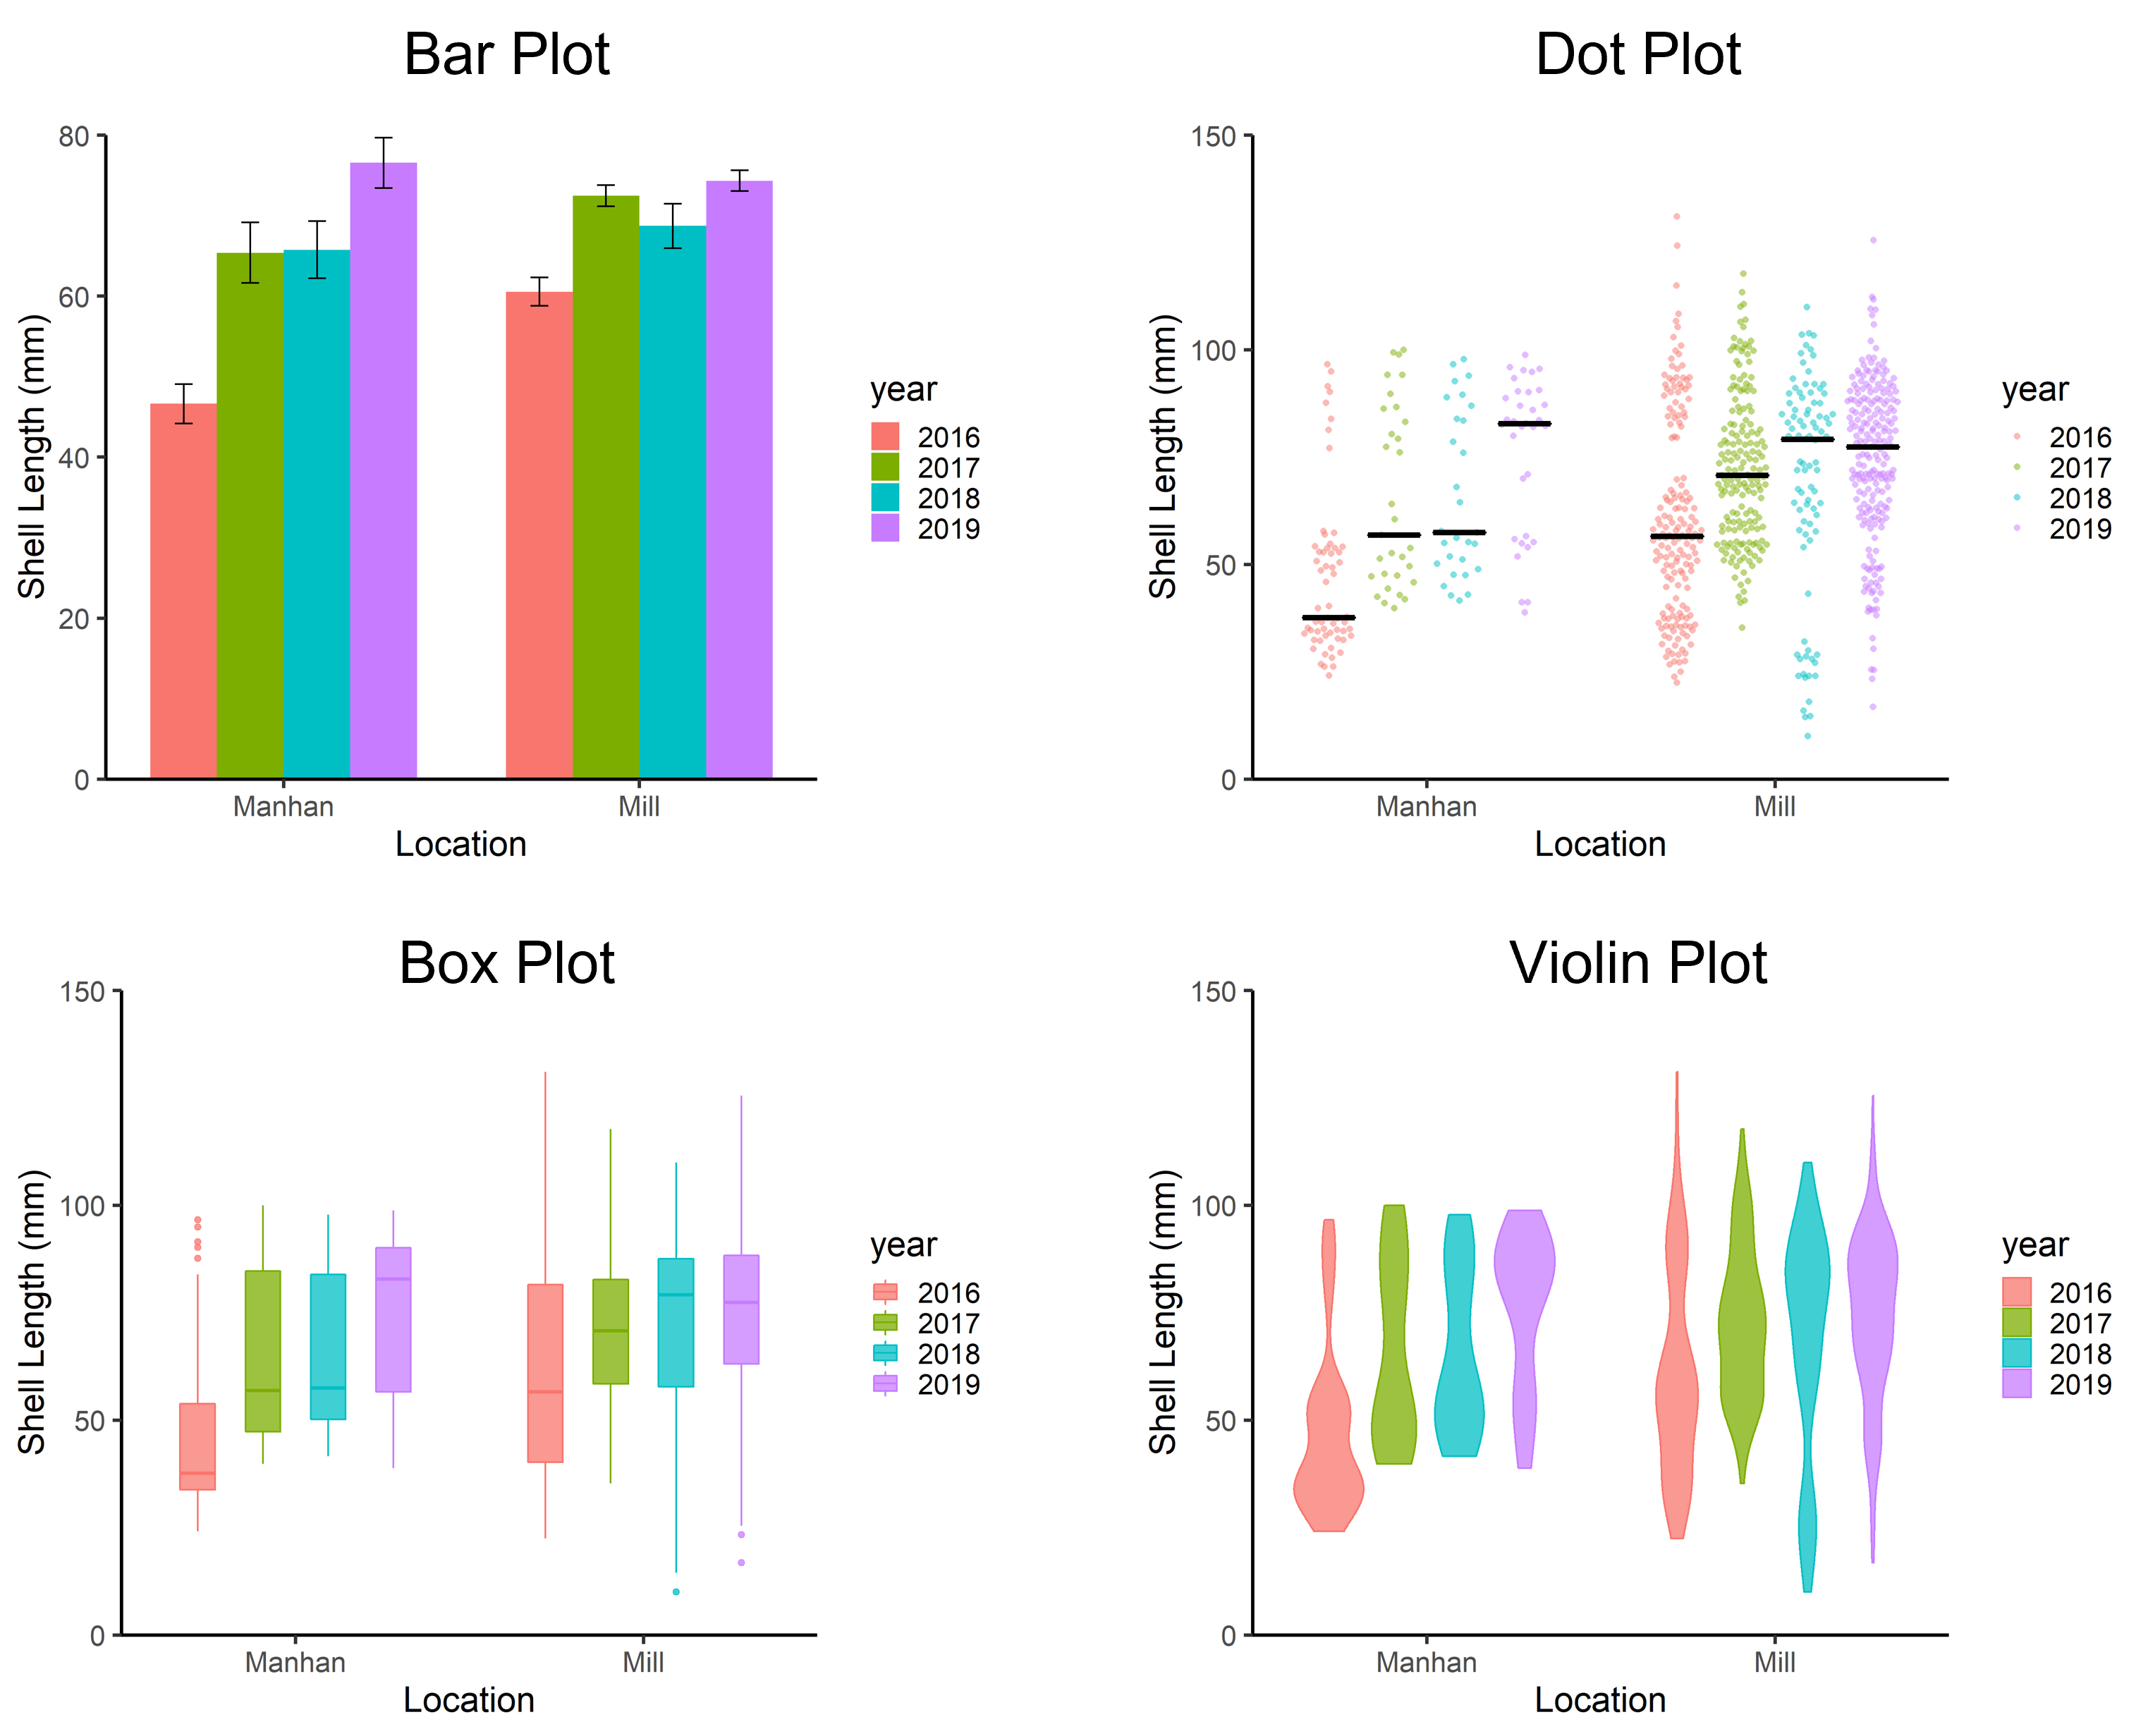 Bar Plot
Shell Length (mm)
80
60
40
20
0
Manhan
Mill
Location
year
2016
2017
2018
2019
Dot Plot
Shell Length (mm)
150
100
50
0
Manhan
Mill
Location
year
2016
2017
2018
2019
Box Plot
Shell Length (mm)
150
100
50
0
Manhan
Mill
Location
year
2016
2017
2018
2019
Violin Plot
Shell Length (mm)
150
100
50
0
Manhan
Mill
Location
year
2016
2017
2018
2019